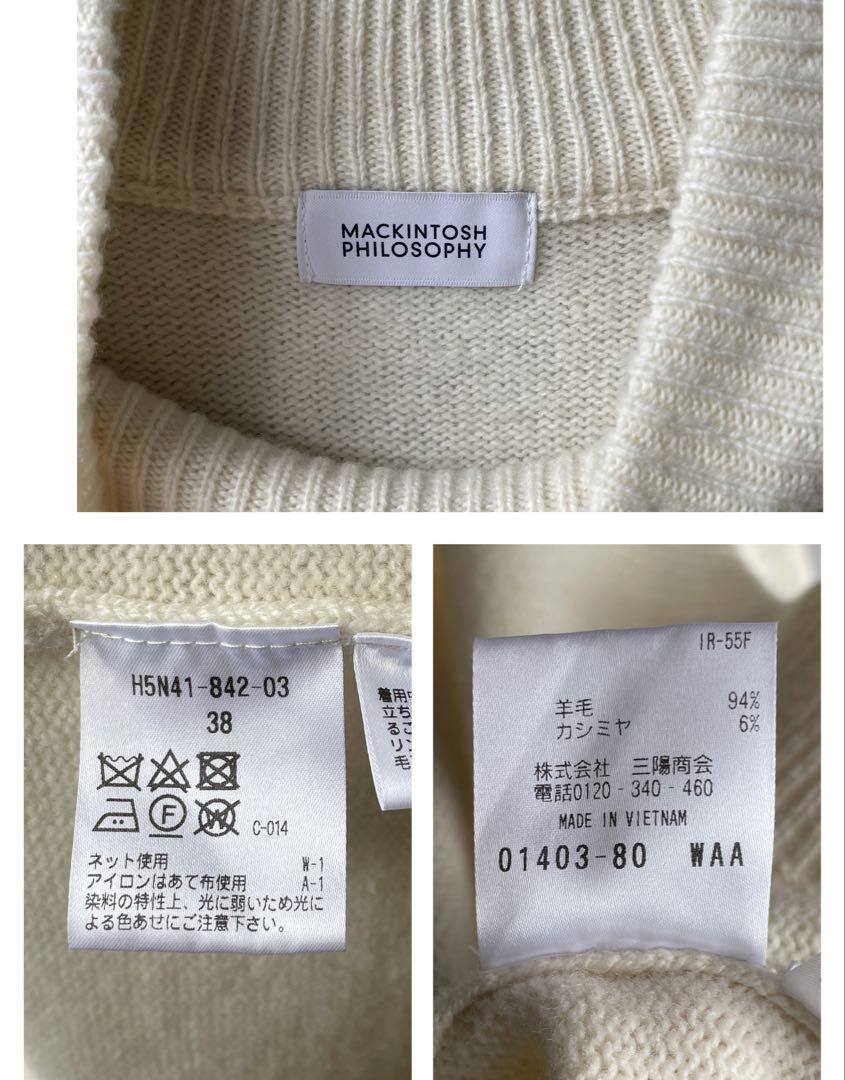 MACKINTOSH
PHILOSOPHY
H5N41-842-03
38
F
W
C-014
ネット使用 W-1
アイロンはあて布使用 A-1
染料の特性上、光に弱いため光に
よる色あせにご注意下さい。
着用中
立ち
るこ
リン
毛
IR-55F
羊毛 94%
カシミヤ 6%
株式会社 三陽商会
電話0120-340-460
MADE IN VIETNAM
01403-80 WAA